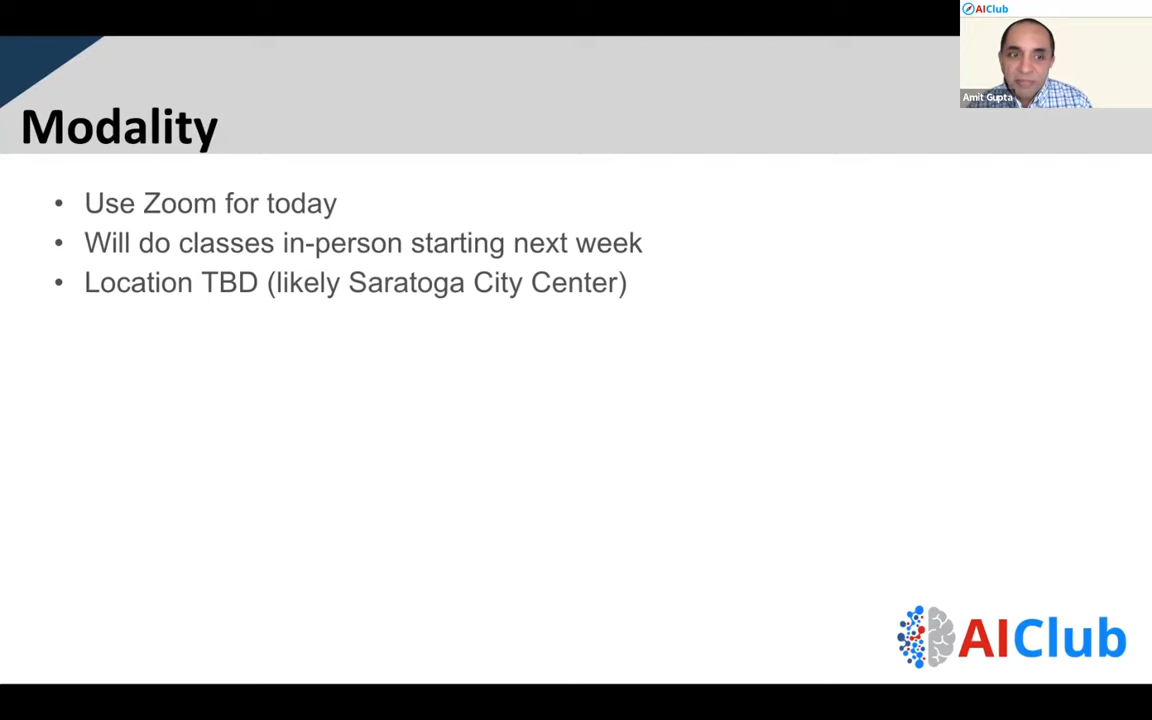 AIClub
Amit Gupta
Modality
• Use Zoom for today
• Will do classes in-person starting next week
• Location TBD (likely Saratoga City Center)
AIClub